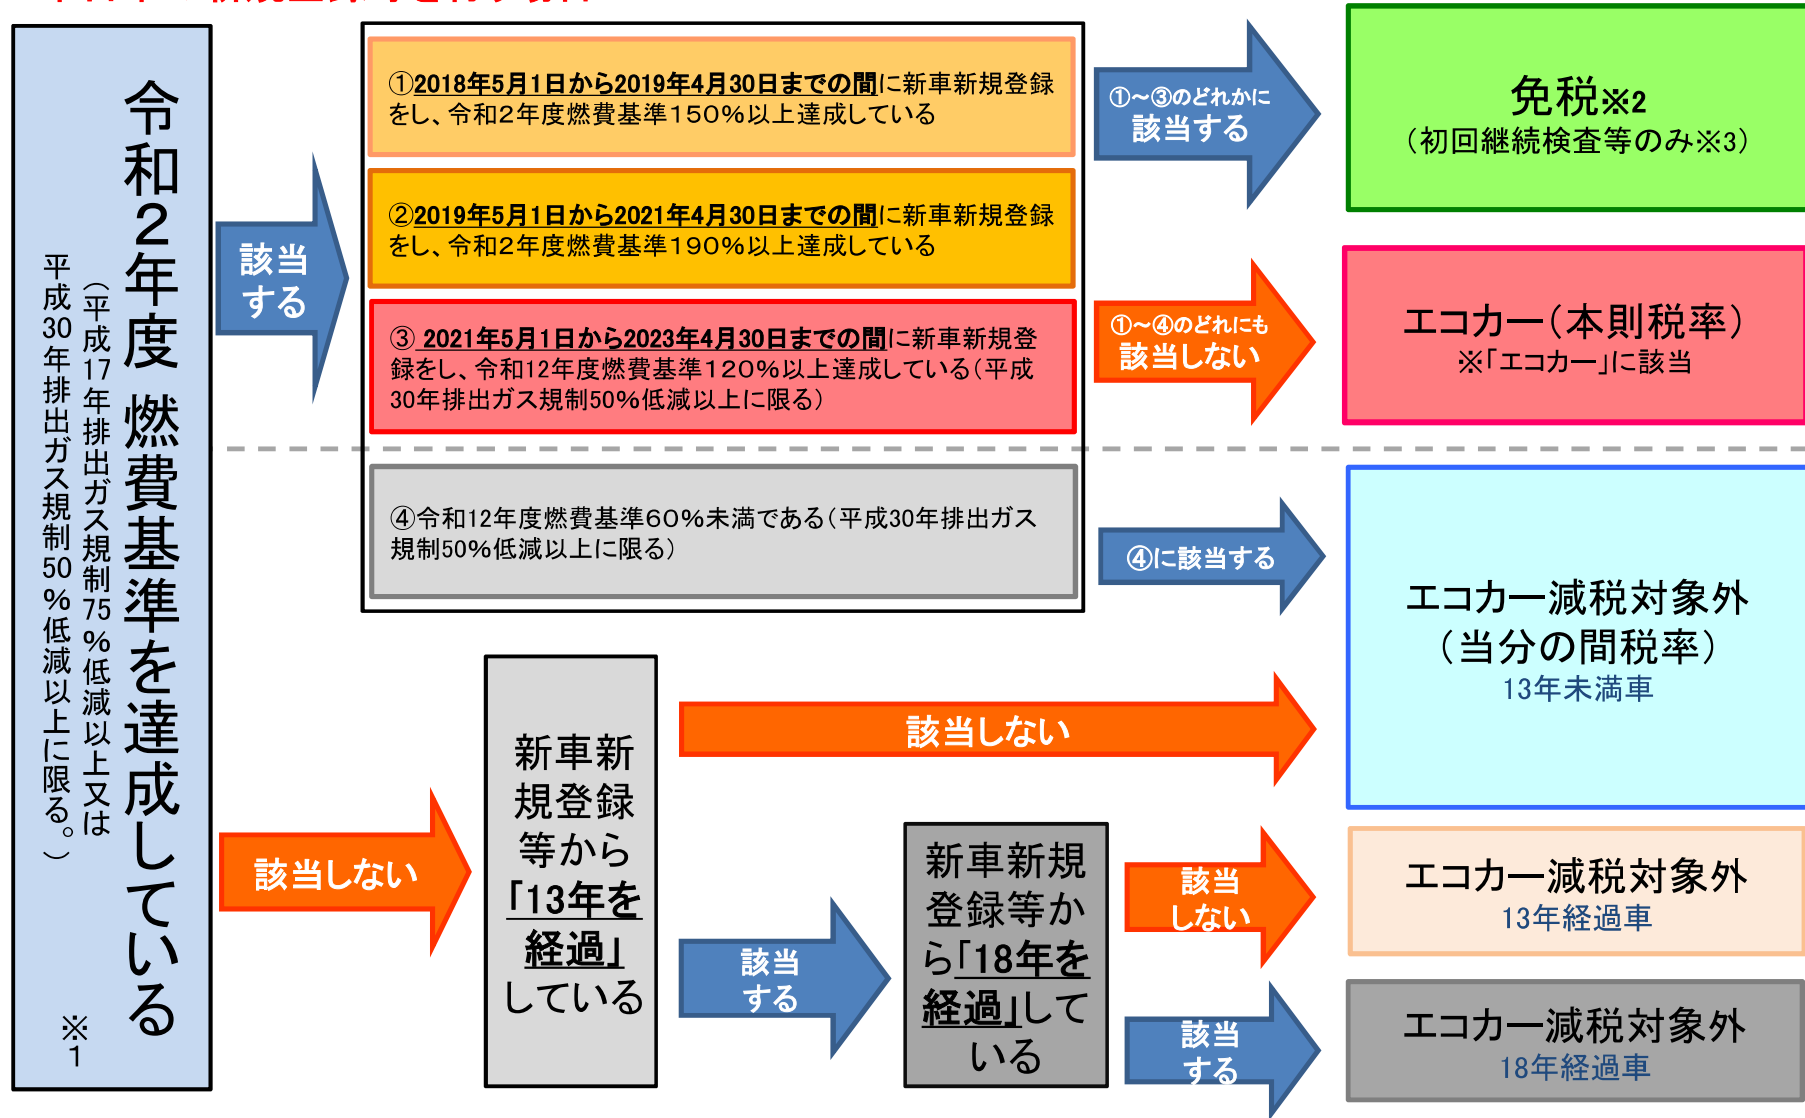 令和２年度 燃費基準を達成している
（平成17年排出ガス規制75％低減以上又は
平成30年排出ガス規制50％低減以上に限る。）
※1
該当
する
①2018年5月1日から2019年4月30日までの間に新車新規登録
をし、令和２年度燃費基準１５０％以上達成している
②2019年5月1日から2021年4月30日までの間に新車新規登録
をし、令和２年度燃費基準１９０％以上達成している
③ 2021年5月1日から2023年4月30日までの間に新車新規登
録をし、令和12年度燃費基準１２０％以上達成している（平成
30年排出ガス規制50％低減以上に限る）
④令和12年度燃費基準６０％未満である（平成30年排出ガス
規制50％低減以上に限る）
①～③のどれかに
該当する
免税※2
（初回継続検査等のみ※3）
①～④のどれにも
該当しない
エコカー（本則税率）
※「エコカー」に該当
④に該当する
エコカー減税対象外
（当分の間税率）
13年未満車
該当しない
新車新
規登録
等から
「13年を
経過」
している
該当しない
該当
する
新車新規
登録等か
ら「18年を
経過」して
いる
該当
しない
エコカー減税対象外
13年経過車
該当
する
エコカー減税対象外
18年経過車